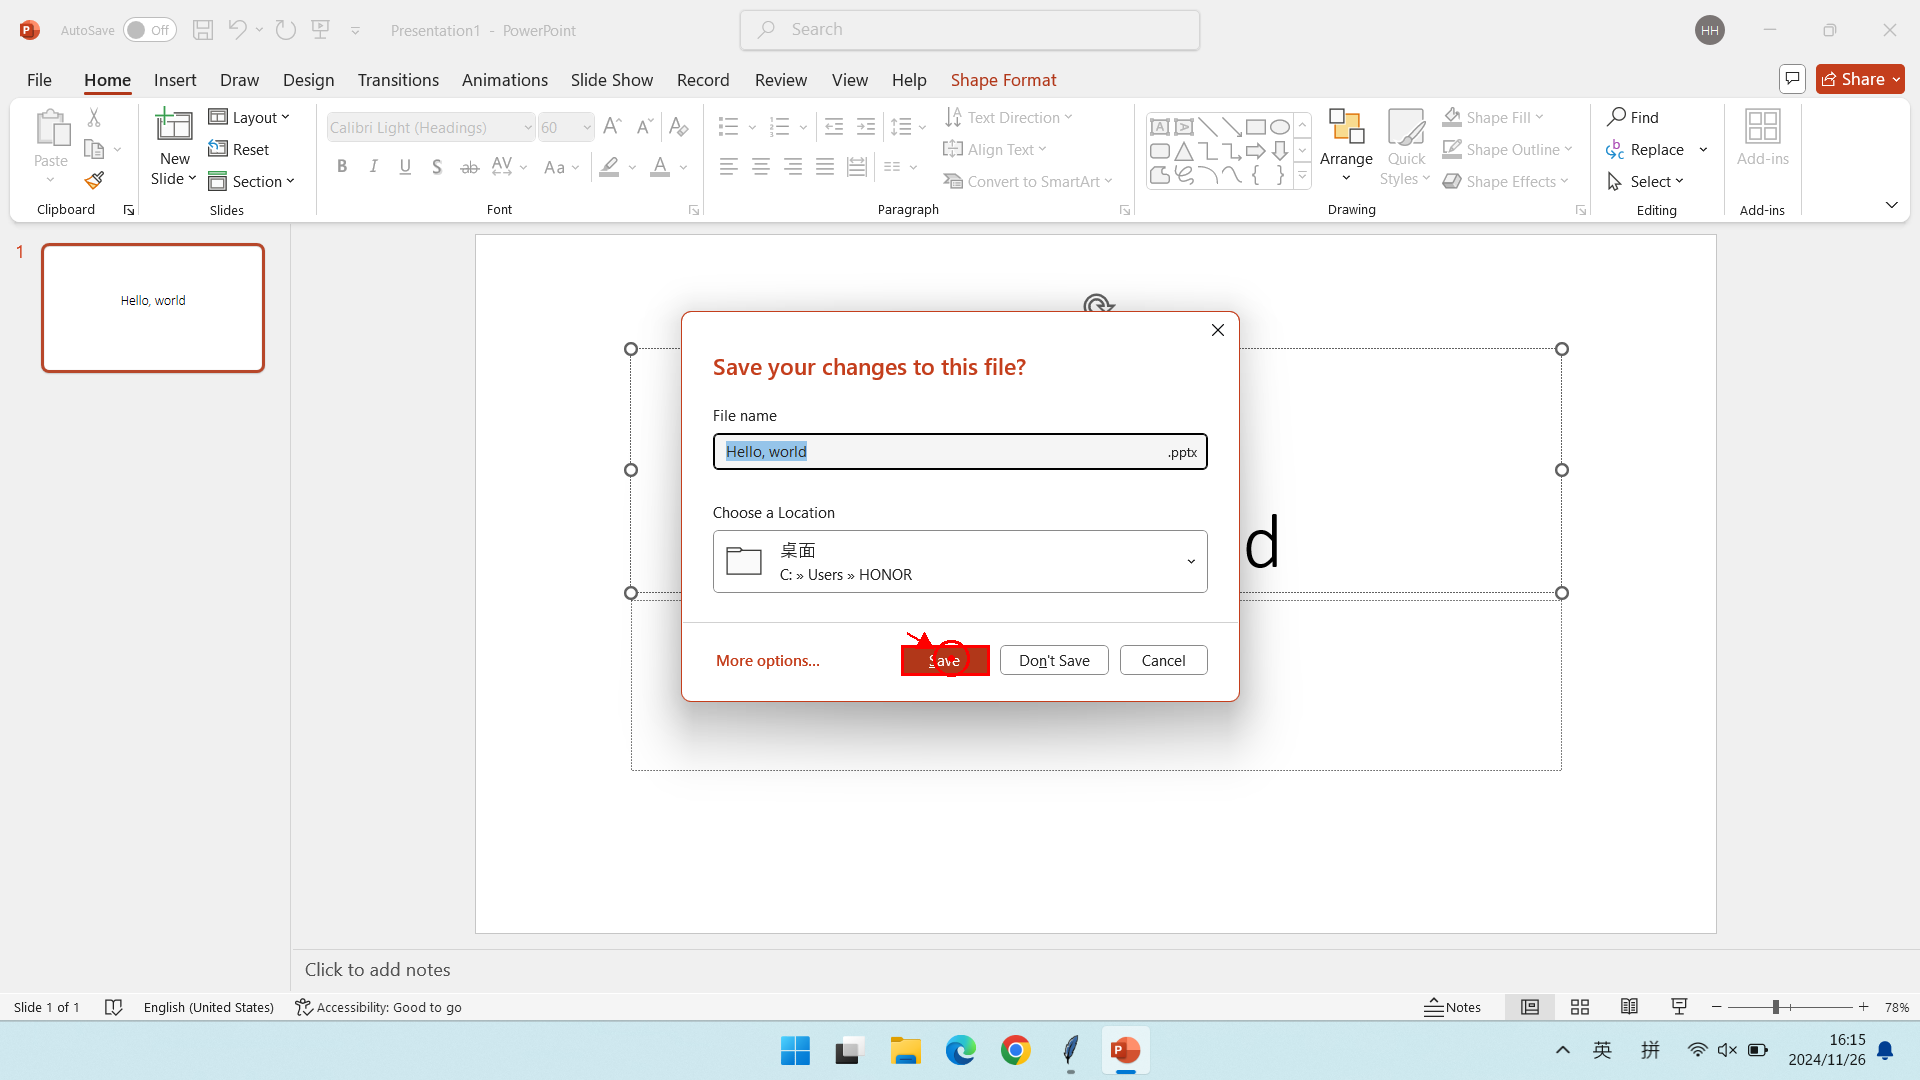 AutoSave Off Presentation1 - PowerPoint Search HH
File Home Insert Draw Design Transitions Animations Slide Show Record Review View Help Shape Format Share
Paste
New Slide
Layout
Reset
Section
Calibri Light (Headings) 60
Text Direction
Align Text
Convert to SmartArt
Arrange
Quick Styles
Shape Fill
Shape Outline
Shape Effects
Find
Replace
Select
Add-ins
Clipboard Slides Font Paragraph Drawing Editing Add-ins
1
Hello, world
Save your changes to this file?
File name
Hello, world .pptx
Choose a Location
桌面
C: » Users » HONOR
d
More options... Save Don't Save Cancel
Click to add notes
Slide 1 of 1 English (United States) Accessibility: Good to go Notes 78%
英 拼 16:15
2024/11/26